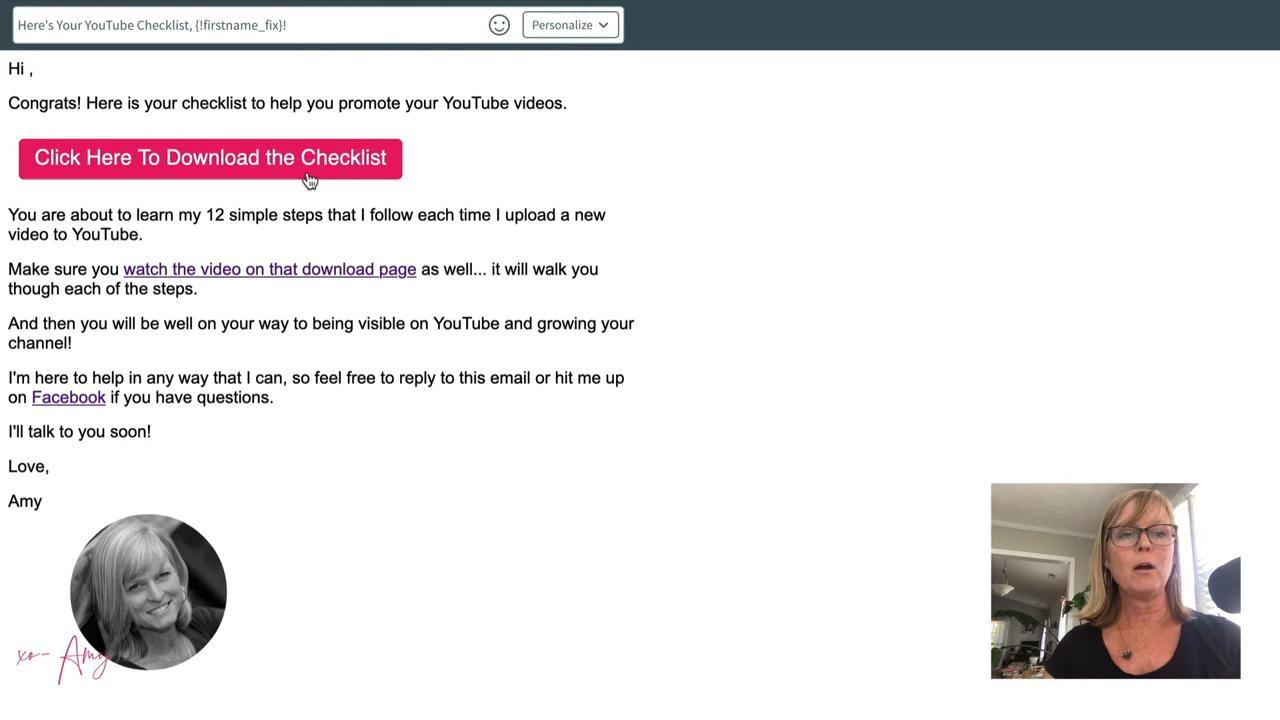 Here's Your YouTube Checklist, {!firstname_fix}!
Personalize
Hi ,
Congrats! Here is your checklist to help you promote your YouTube videos.
Click Here To Download the Checklist
You are about to learn my 12 simple steps that I follow each time I upload a new
video to YouTube.
Make sure you watch the video on that download page as well... it will walk you
though each of the steps.
And then you will be well on your way to being visible on YouTube and growing your
channel!
I'm here to help in any way that I can, so feel free to reply to this email or hit me up
on Facebook if you have questions.
I'll talk to you soon!
Love,
Amy
xo- Amy